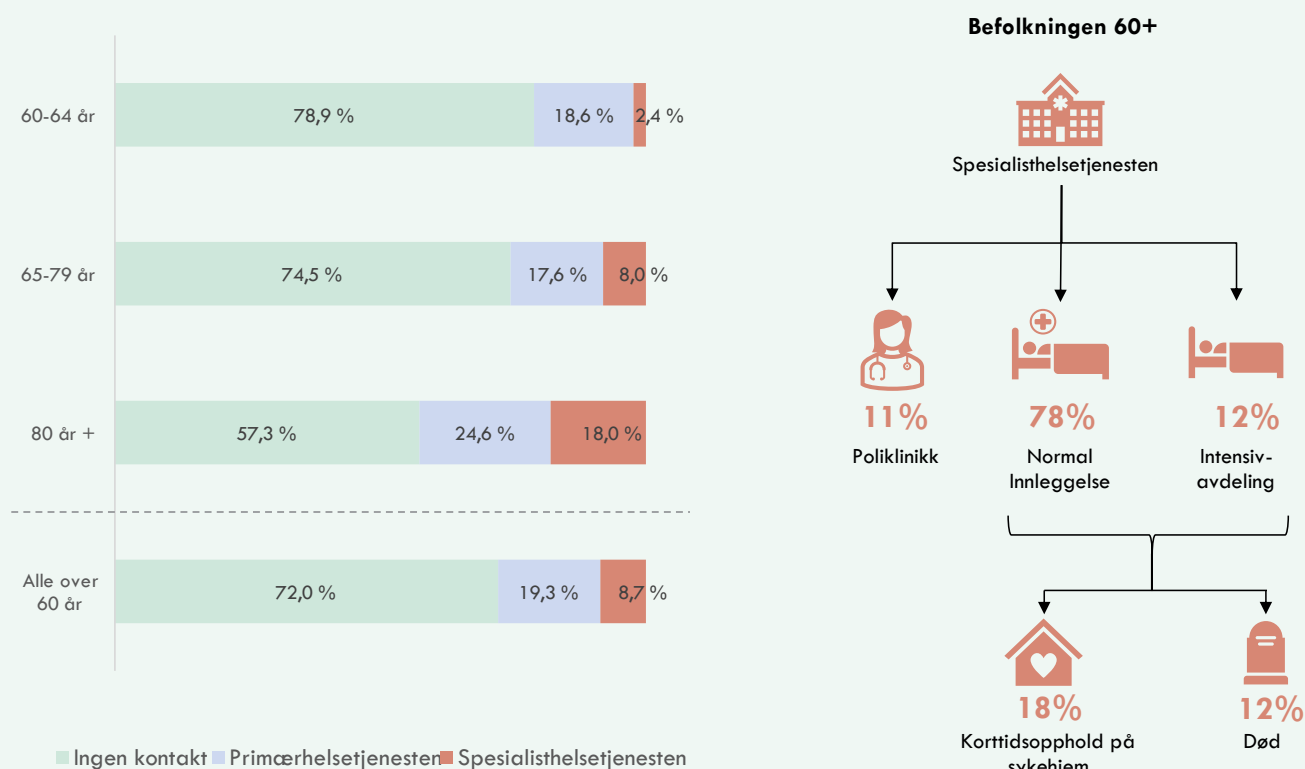 60-64 år
78,9 %
18,6 %
2,4 %
65-79 år
74,5 %
17,6 %
8,0 %
80 år +
57,3 %
24,6 %
18,0 %
Alle over
60 år
72,0 %
19,3 %
8,7 %
Ingen kontakt
Primærhelsetjenesten
Spesialisthelsetjenesten
Befolkningen 60+
Spesialisthelsetjenesten
11%
Poliklinikk
78%
Normal
Innleggelse
12%
Intensiv-
avdeling
18%
Korttidsopphold på
sykehjem
12%
Død